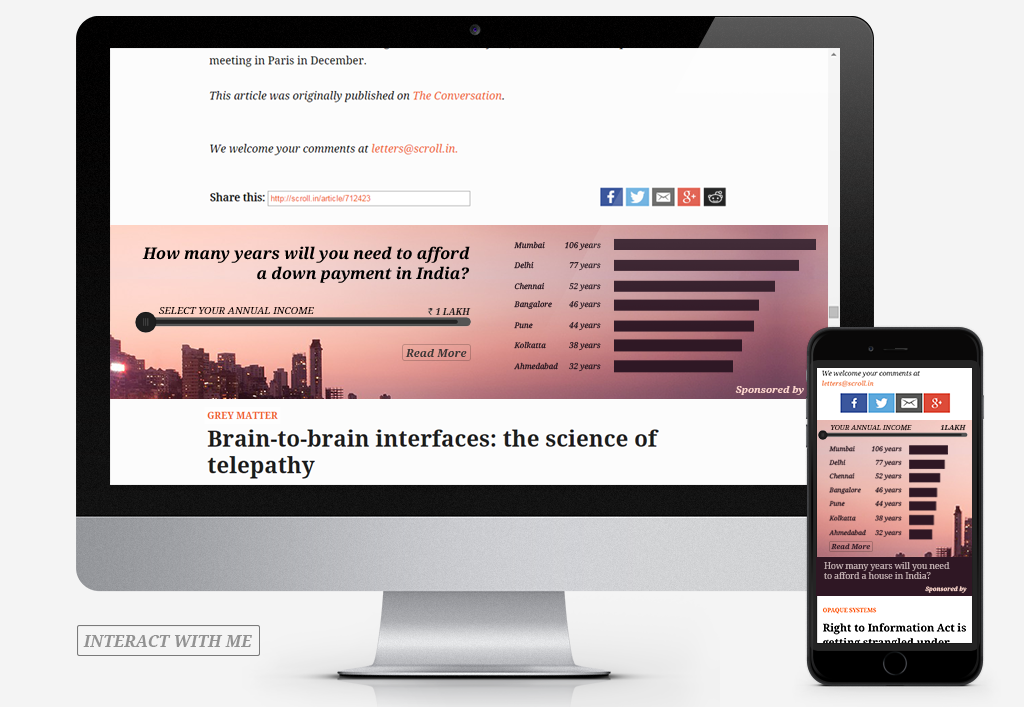 meeting in Paris in December.
This article was originally published on The Conversation.
We welcome your comments at letters@scroll.in.
Share this: http://scroll.in/article/712423
How many years will you need to afford
a down payment in India?
SELECT YOUR ANNUAL INCOME ₹ 1 LAKH
Read More
Mumbai 106 years
Delhi 77 years
Chennai 52 years
Bangalore 46 years
Pune 44 years
Kolkatta 38 years
Ahmedabad 32 years
Sponsored by
GREY MATTER
Brain-to-brain interfaces: the science of
telepathy
We welcome your comments at
letters@scroll.in
YOUR ANNUAL INCOME 1LAKH
Mumbai 106 years
Delhi 77 years
Chennai 52 years
Bangalore 46 years
Pune 44 years
Kolkatta 38 years
Ahmedabad 32 years
Read More
How many years will you need
to afford a house in India?
Sponsored by
OPAQUE SYSTEMS
Right to Information Act is
getting strangled under
INTERACT WITH ME